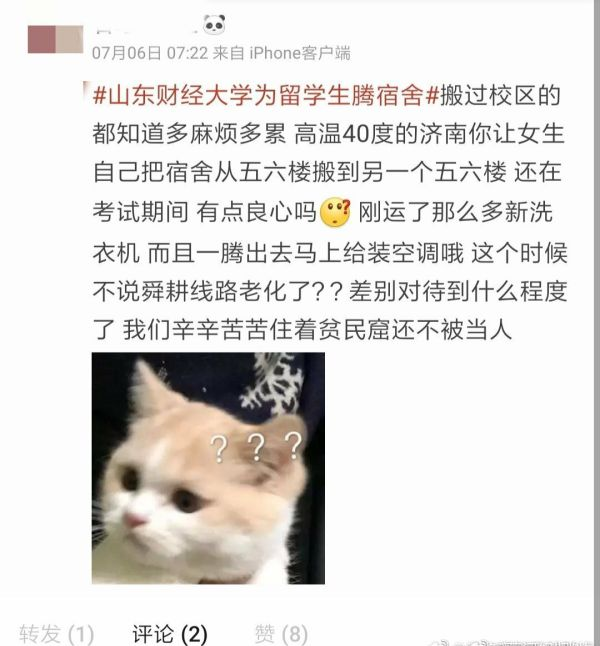 07月06日 07:22 来自 iPhone客户端
#山东财经大学为留学生腾宿舍#搬过校区的
都知道多麻烦多累 高温40度的济南你让女生
自己把宿舍从五六楼搬到另一个五六楼 还在
考试期间 有点良心吗 刚运了那么多新洗
衣机 而且一腾出去马上给装空调哦 这个时候
不说舜耕线路老化了?? 差别对待到什么程度
了 我们辛辛苦苦住着贫民窟还不被当人
? ? ?
转发 (1) 评论 (2) 赞 (8)